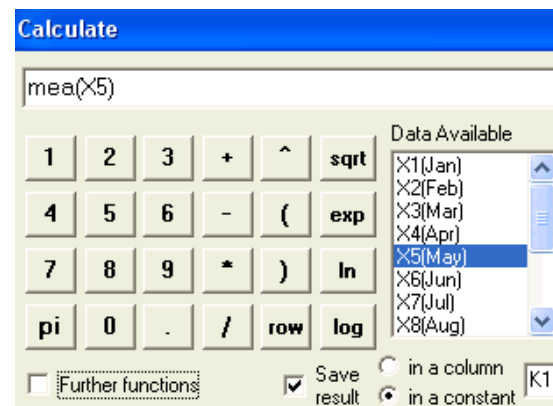 Calculate
mea(X5)
Data Available
1 2 3 + ^ sqrt
4 5 6 - ( exp
7 8 9 * ) ln
pi 0 . / row log
X1(Jan)
X2(Feb)
X3(Mar)
X4(Apr)
X5(May)
X6(Jun)
X7(Jul)
X8(Aug)
Further functions
Save
result
in a column
in a constant
K1